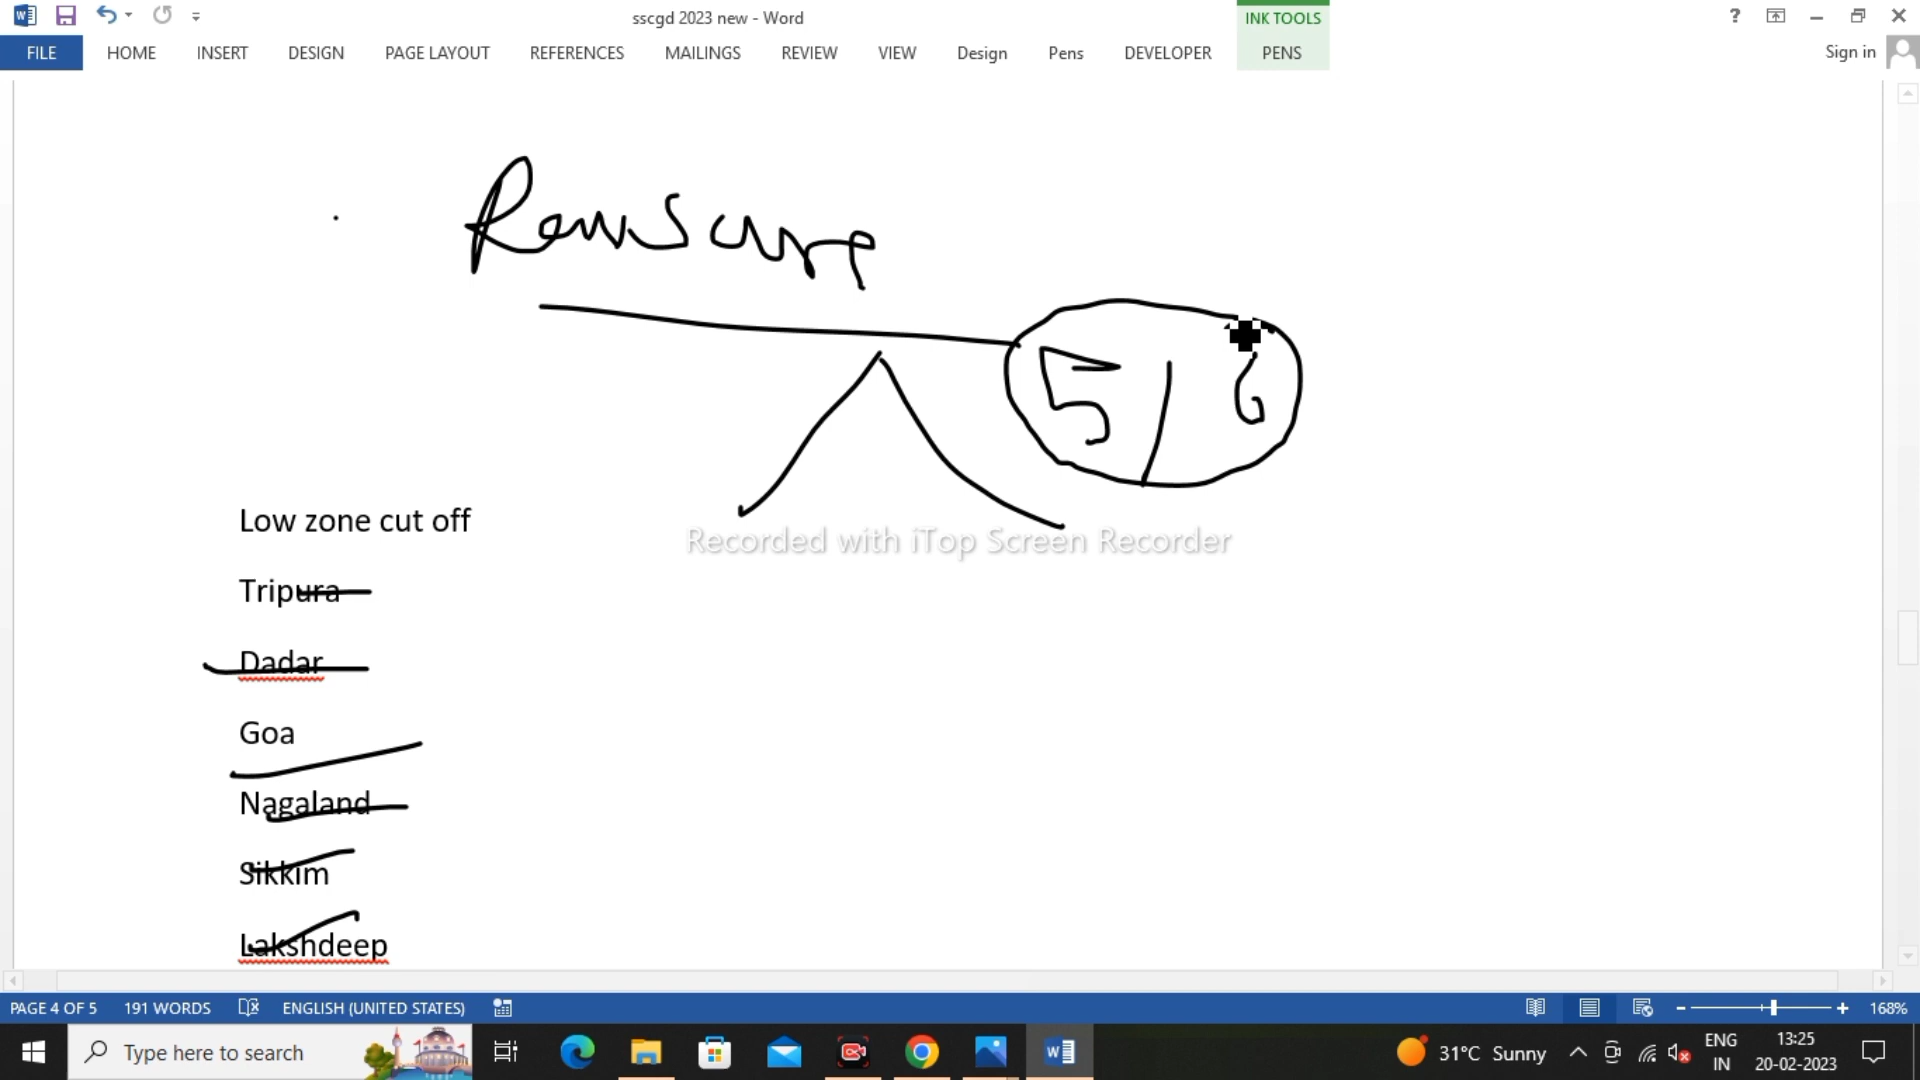 sscgd 2023 new - Word
INK TOOLS
?
FILE HOME INSERT DESIGN PAGE LAYOUT REFERENCES MAILINGS REVIEW VIEW Design Pens DEVELOPER PENS Sign in
5/6
Low zone cut off
Recorded with iTop Screen Recorder
Tripura
Dadar
Goa
Nagaland
Sikkim
Lakshdeep
PAGE 4 OF 5 191 WORDS ENGLISH (UNITED STATES) 168%
Type here to search 31°C Sunny ENG IN 13:25 20-02-2023